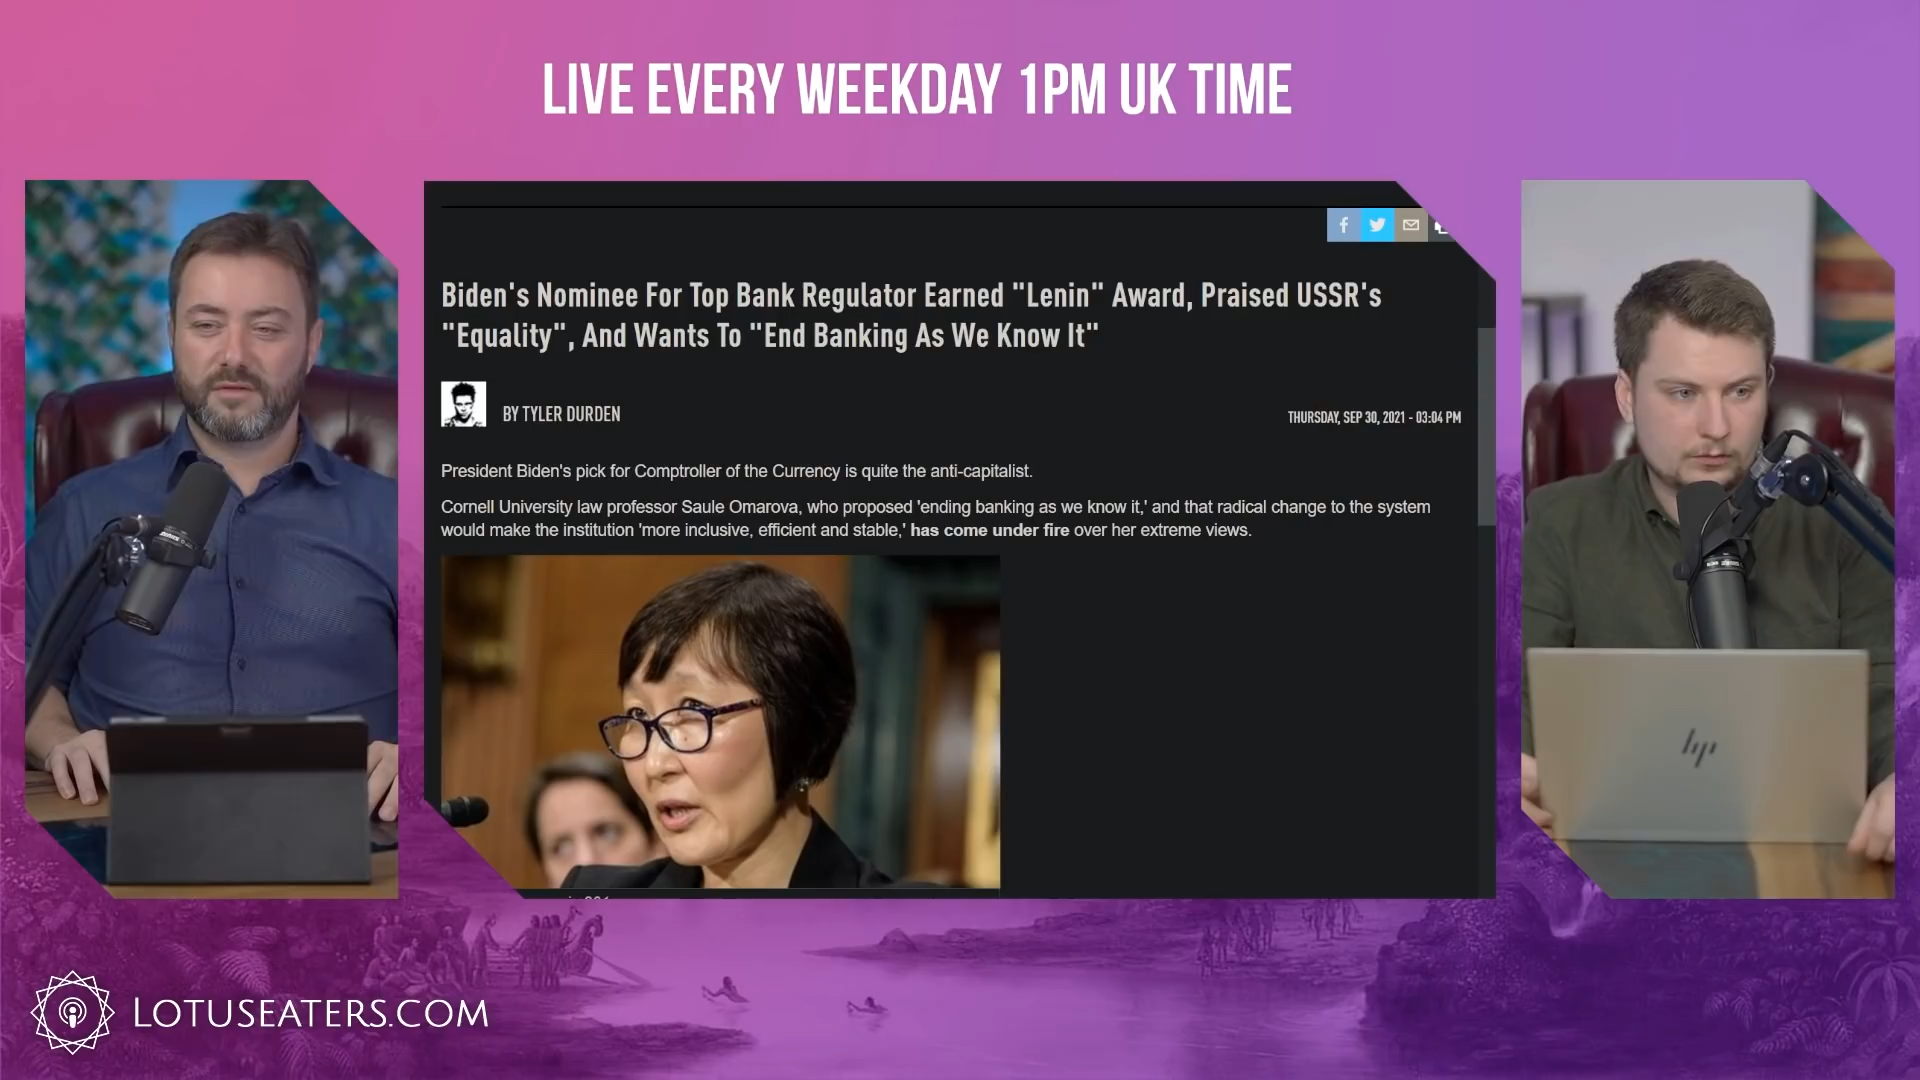 LIVE EVERY WEEKDAY 1PM UK TIME
Biden's Nominee For Top Bank Regulator Earned "Lenin" Award, Praised USSR's
"Equality", And Wants To "End Banking As We Know It"
BY TYLER DURDEN
THURSDAY, SEP 30, 2021 - 03:04 PM
President Biden's pick for Comptroller of the Currency is quite the anti-capitalist.
Cornell University law professor Saule Omarova, who proposed 'ending banking as we know it,' and that radical change to the system
would make the institution 'more inclusive, efficient and stable,' has come under fire over her extreme views.
hp
LOTUSEATERS.COM